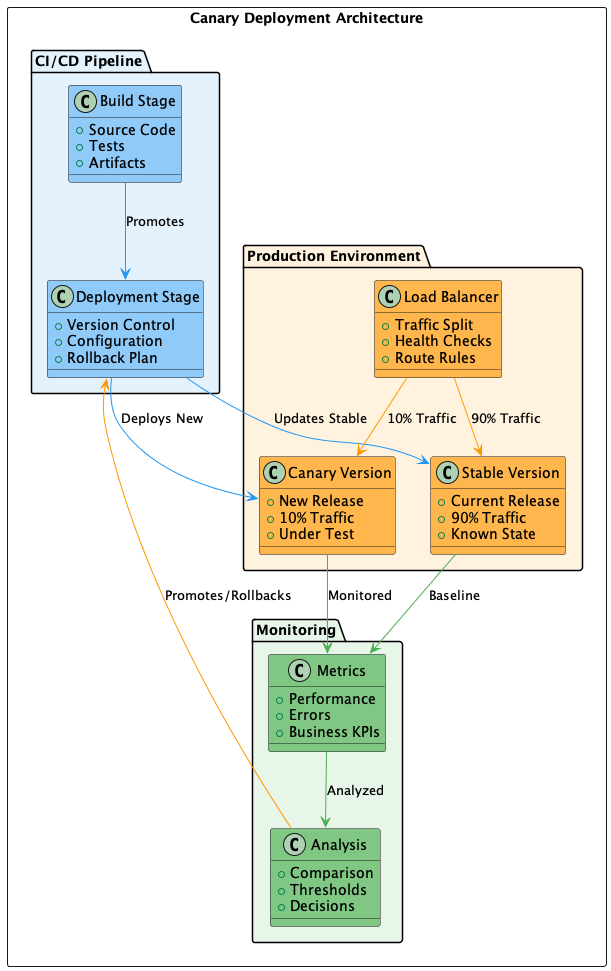 Canary Deployment Architecture
CI/CD Pipeline
C Build Stage
Source Code
Tests
Artifacts
Promotes
C Deployment Stage
Version Control
Configuration
Rollback Plan
Production Environment
C Load Balancer
Traffic Split
Health Checks
Route Rules
Deploys New
Updates Stable
10% Traffic
90% Traffic
C Canary Version
New Release
10% Traffic
Under Test
C Stable Version
Current Release
90% Traffic
Known State
Promotes/Rollbacks
Monitored
Baseline
Monitoring
C Metrics
Performance
Errors
Business KPIs
Analyzed
C Analysis
Comparison
Thresholds
Decisions